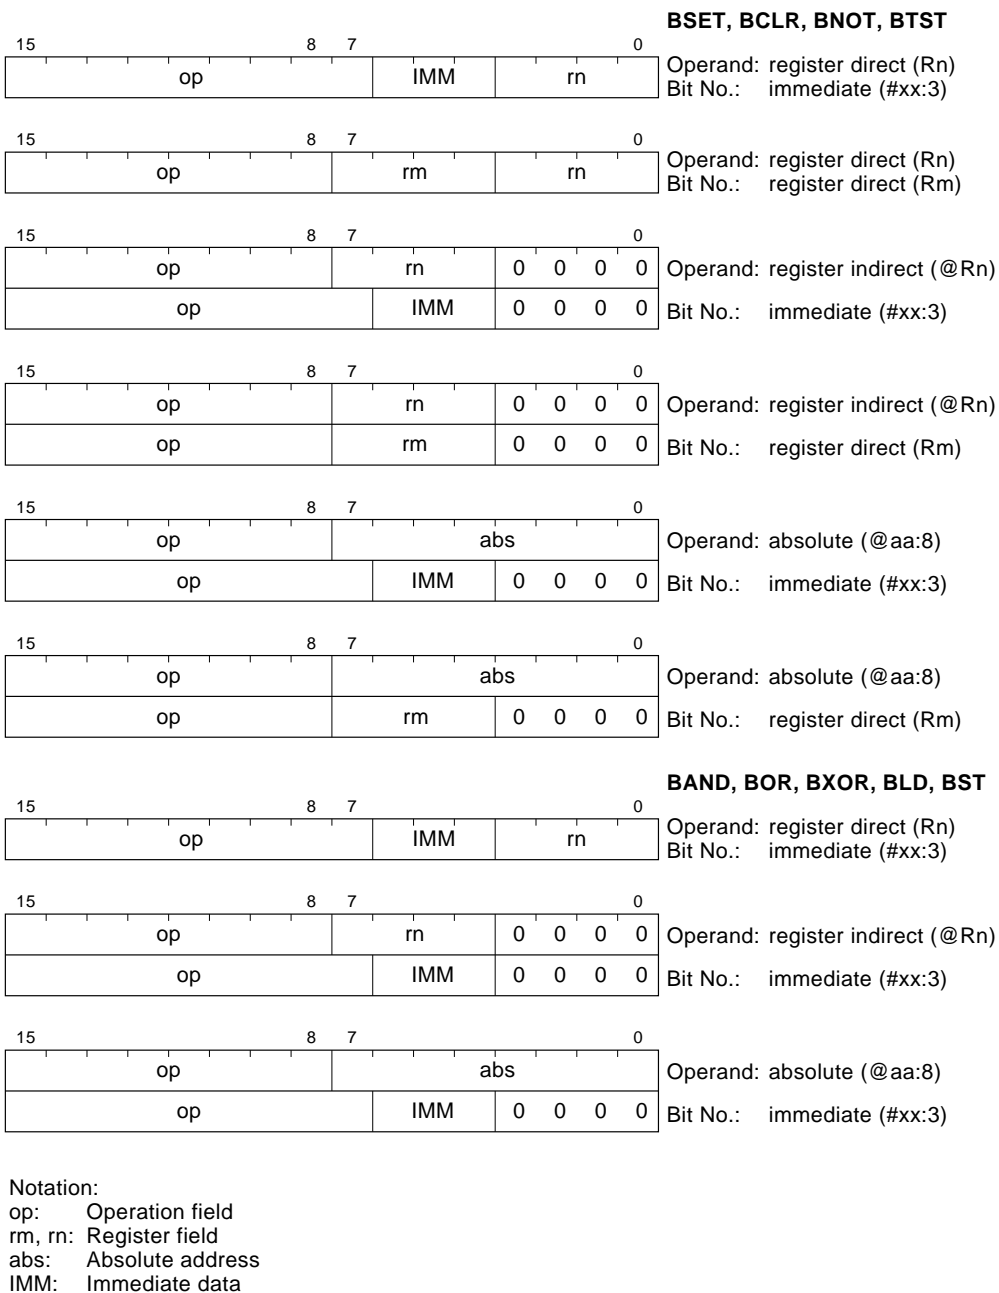 BSET, BCLR, BNOT, BTST
15 8 7 0
op IMM rn
Operand: register direct (Rn)
Bit No.: immediate (#xx:3)
15 8 7 0
op rm rn
Operand: register direct (Rn)
Bit No.: register direct (Rm)
15 8 7 0
op rn 0 0 0 0 Operand: register indirect (@Rn)
op IMM 0 0 0 0 Bit No.: immediate (#xx:3)
15 8 7 0
op rn 0 0 0 0 Operand: register indirect (@Rn)
op rm 0 0 0 0 Bit No.: register direct (Rm)
15 8 7 0
op abs Operand: absolute (@aa:8)
op IMM 0 0 0 0 Bit No.: immediate (#xx:3)
15 8 7 0
op abs Operand: absolute (@aa:8)
op rm 0 0 0 0 Bit No.: register direct (Rm)
BAND, BOR, BXOR, BLD, BST
15 8 7 0
op IMM rn
Operand: register direct (Rn)
Bit No.: immediate (#xx:3)
15 8 7 0
op rn 0 0 0 0 Operand: register indirect (@Rn)
op IMM 0 0 0 0 Bit No.: immediate (#xx:3)
15 8 7 0
op abs Operand: absolute (@aa:8)
op IMM 0 0 0 0 Bit No.: immediate (#xx:3)
Notation:
op: Operation field
rm, rn: Register field
abs: Absolute address
IMM: Immediate data